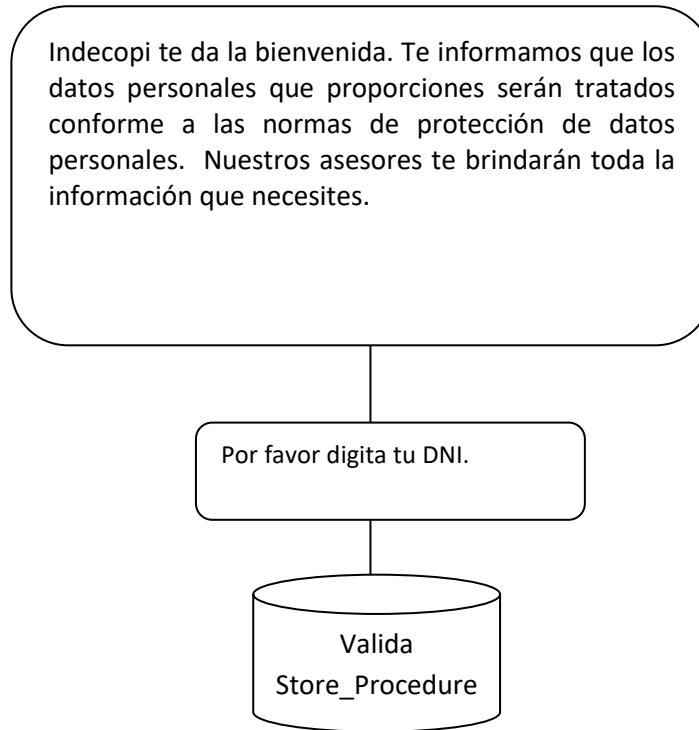 Indecopi te da la bienvenida. Te informamos que los
datos personales que proporciones serán tratados
conforme a las normas de protección de datos
personales. Nuestros asesores te brindarán toda la
información que necesites.
Por favor digita tu DNI.
Valida
Store_Procedure